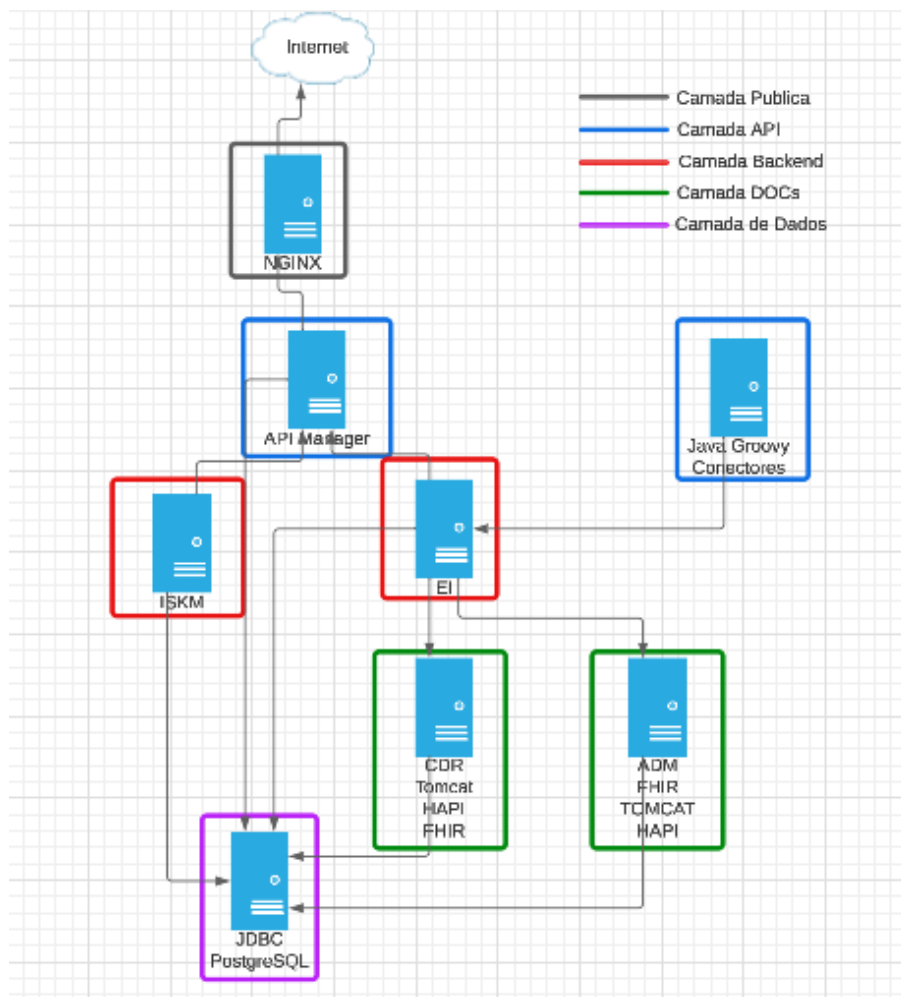 Internet
Camada Publica
Camada API
Camada Backend
Camada DOCs
Camada de Dados
NGINX
API Manager
Java Groovy
Conectores
ISKM
EI
CDR
Tomcat
HAPI
FHIR
ADM
FHIR
TOMCAT
HAPI
JDBC
PostgreSQL